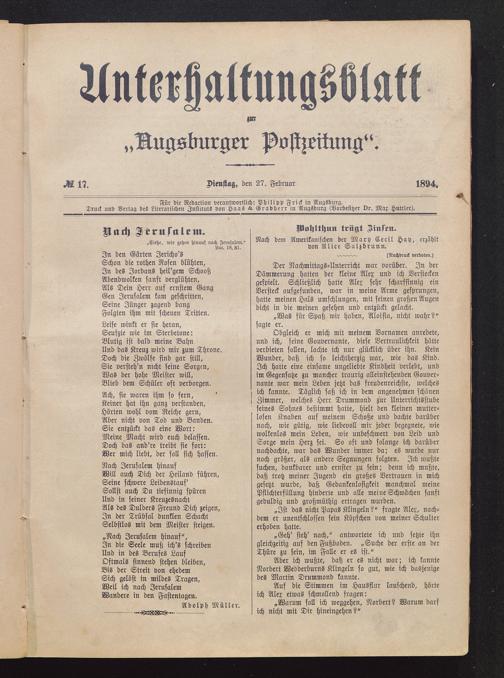 Unterhaltungsblatt
zur
„Augsburger Postzeitung“.
№ 17.
Dienstag, den 27. Februar
1894.
Für die Redaction verantwortlich: Philipp Frick in Augsburg.
Druck und Verlag des Literarischen Instituts von Haas & Grabherr in Augsburg (Vorbesitzer Dr. Max Huttler).
Nach Jerusalem.
„Siehe, wir gehen hinauf nach Jerusalem.“
Luc. 18, 31.
In den Gärten Jericho's
Schon die rothen Rosen blühten,
In des Jordans heil'gem Schooß
Abendwolken sanft verglühten,
Als Dein Herr auf ernstem Gang
Gen Jerusalem geschritten,
Seine Jünger zagend bang
Folgten ihm mit scheuen Tritten.
Leise winkt er sie heran,
Seufzte wie im Sterbetone:
Blutig ist bald meine Bahn
Und das Kreuz wird mir zum Throne.
Doch die Zwölfe sind gar still,
Sie versteh'n nicht seine Sorgen,
Was der hohe Meister will,
Blieb dem Schüler oft verborgen.
Ach, sie waren ihm so fern,
Keiner hat ihn ganz verstanden,
Hörten wohl vom Reiche gern,
Aber nicht von Tod und Banden.
Sie entzückt das eine Wort:
Meine Macht wird euch belassen.
Doch das and're treibt sie fort:
Wer mich liebt, der soll sich hassen.
Nach Jerusalem hinauf
Will auch Dich der Heiland führen,
Seine schwere Leidenstauf'
Sollst auch Du tiefinnig spüren
Und in seiner Kreuzesnacht
Als des Dulders Freund Dich zeigen,
In der Trübsal dunklen Schacht
Selbstlos mit dem Meister steigen.
„Nach Jerusalem hinauf“,
In die Seele muß ich's schreiben
Und in des Berufes Lauf
Oftmals sinnend stehen bleiben,
Bis der Streit von ehedem
Sich gelöst in mildes Tragen,
Weil ich nach Jerusalem
Wandere in den Fastentagen.
Adolph Müller.
Wohlthun trägt Zinsen.
Nach dem Amerikanischen der Mary Cecil Hay, erzählt
von Alice Salzbrunn.
(Nachdruck verboten.)
Der Nachmittags-Unterricht war vorüber. In der
Dämmerung hatten der kleine Alex und ich Verstecken
gespielt. Schließlich hatte Alex sehr scharfsinnig ein
Versteck ausgefunden, war in meine Arme gesprungen,
hatte meinen Hals umschlungen, mit seinen großen Augen
dicht in die meinen gesehen und entzückt gelacht.
„Was für Spaß wir haben, Aloisia, nicht wahr?“
sagte er.
Obgleich er mich mit meinem Vornamen anredete,
und ich, seine Gouvernante, diese Vertraulichkeit hätte
verbieten sollen, lachte ich nur glücklich über ihn. Kein
Wunder, daß ich so leichtherzig war, wie das Kind.
Ich hatte eine einsame ungeliebte Kindheit verlebt, und
im Gegensatze zu mancher traurig alleinstehenden Gouver-
nante war mein Leben jetzt das freudenreichste, welches
ich kannte. Täglich saß ich in dem angenehmen schönen
Zimmer, welches Herr Drummond zur Unterrichtsstube
seines Sohnes bestimmt hatte, hielt den kleinen mutter-
losen Knaben auf meinem Schoße und dachte darüber
nach, wie gütig, wie liebevoll mir jeder begegnete, wie
wolkenlos mein Leben, wie unbeschwert von Leid und
Sorge mein Herz sei. So oft und solange ich darüber
nachdachte, war das Wunder immer da; es wurde nur
noch größer, als andere Segnungen folgten. Ich mußte
suchen, dankbarer und ernster zu sein; denn ich wußte,
daß trotz meiner Jugend ein großes Vertrauen in mich
gesetzt wurde, daß Gedankenlosigkeit manchmal meine
Pflichterfüllung hinderte und alle meine Schwächen sanft
geduldig und großmüthig ertragen wurden.
„Ist das nicht Papas Klingeln?“ fragte Alex, nach-
dem er unentschlossen sein Köpfchen von meiner Schulter
erhoben hatte.
„Geh' sieh' nach,“ antwortete ich und setzte ihn
gleichzeitig auf den Fußboden. „Suche der erste an der
Thüre zu sein, im Falle er es ist.“
Aber ich wußte, daß er es nicht war; ich kannte
Norbert Wedderburns Klingeln so gut, wie ich dasjenige
des Martin Drummond kannte.
Auf die Stimmen im Hausflur lauschend, hörte
ich Alex etwas schmollend fragen:
„Warum soll ich weggehen, Norbert? Warum darf
ich nicht mit Dir hineingehen?“